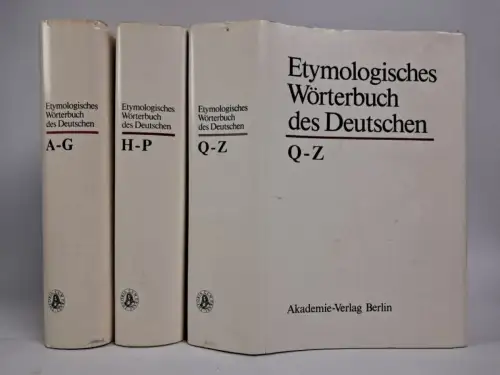 Etymologisches
Wörterbuch
des Deutschen
A-G
Etymologisches
Wörterbuch
des Deutschen
H-P
Etymologisches
Wörterbuch
des Deutschen
Q-Z
Etymologisches
Wörterbuch
des Deutschen
Q-Z
Akademie-Verlag Berlin